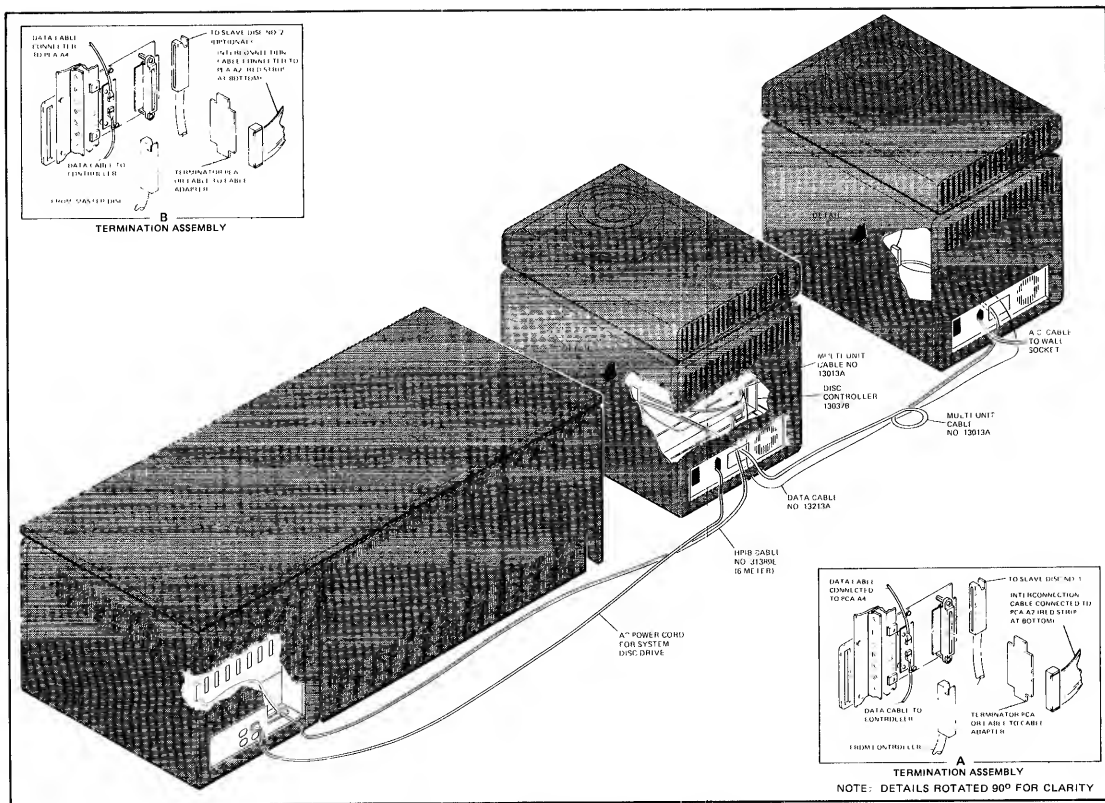 DATA CABLE
CONNECTED
TO PCA A4
TO SLAVE DISC NO. 2
(OPTIONAL)
INTERCONNECTION
CABLE CONNECTED TO
PCA A2 (RED STRIP
AT BOTTOM)
DATA CABLE TO
CONTROLLER
TERMINATOR PCA
OR CABLE TO CABLE
ADAPTER
FROM MASTER DISC
B
TERMINATION ASSEMBLY
DETAIL
A.C. CABLE
TO WALL
SOCKET
MULTI UNIT
CABLE NO
13013A
DISC
CONTROLLER
13037B
MULTI UNIT
CABLE
NO 13013A
DATA CABLE
NO. 13213A
HPIB CABLE
NO.
(6 METER)
AC POWER CORD
FOR SYSTEM
DISC DRIVE
DATA CABLE
CONNECTED
TO PCA A4
TO SLAVE DISC NO. 1
INTERCONNECTION
CABLE CONNECTED TO
PCA A2 (RED STRIP
AT BOTTOM)
DATA CABLE TO
CONTROLLER
TERMINATOR PCA
OR CABLE TO CABLE
ADAPTER
FROM CONTROLLER
A
TERMINATION ASSEMBLY
NOTE: DETAILS ROTATED 90° FOR CLARITY